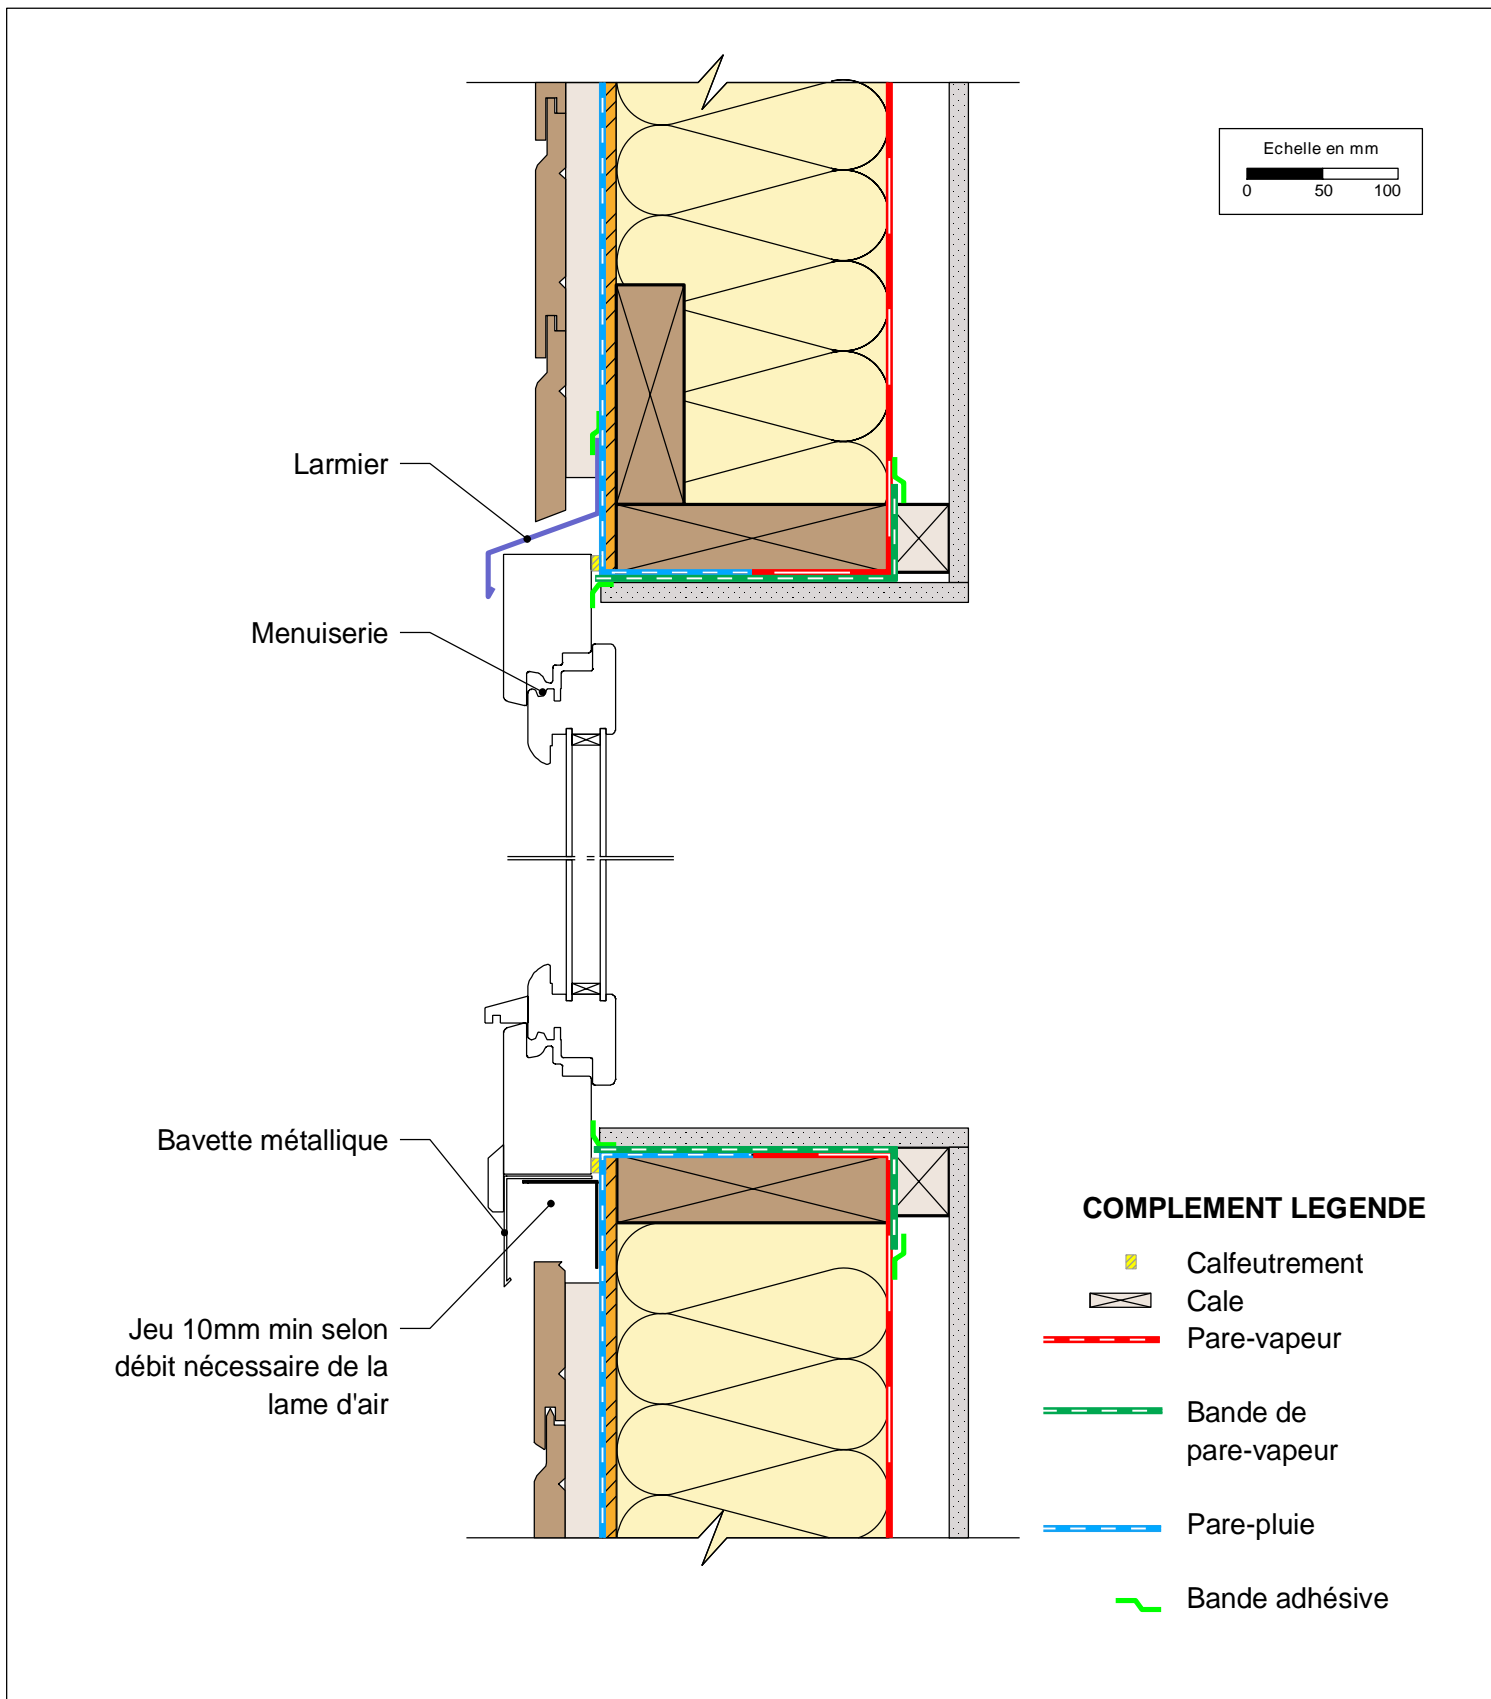 Echelle en mm
0 50 100
Larmier
Menuiserie
Bavette métallique
Jeu 10mm min selon
débit nécessaire de la
lame d'air
COMPLEMENT LEGENDE
Calfeutrement
Cale
Pare-vapeur
Bande de
pare-vapeur
Pare-pluie
Bande adhésive